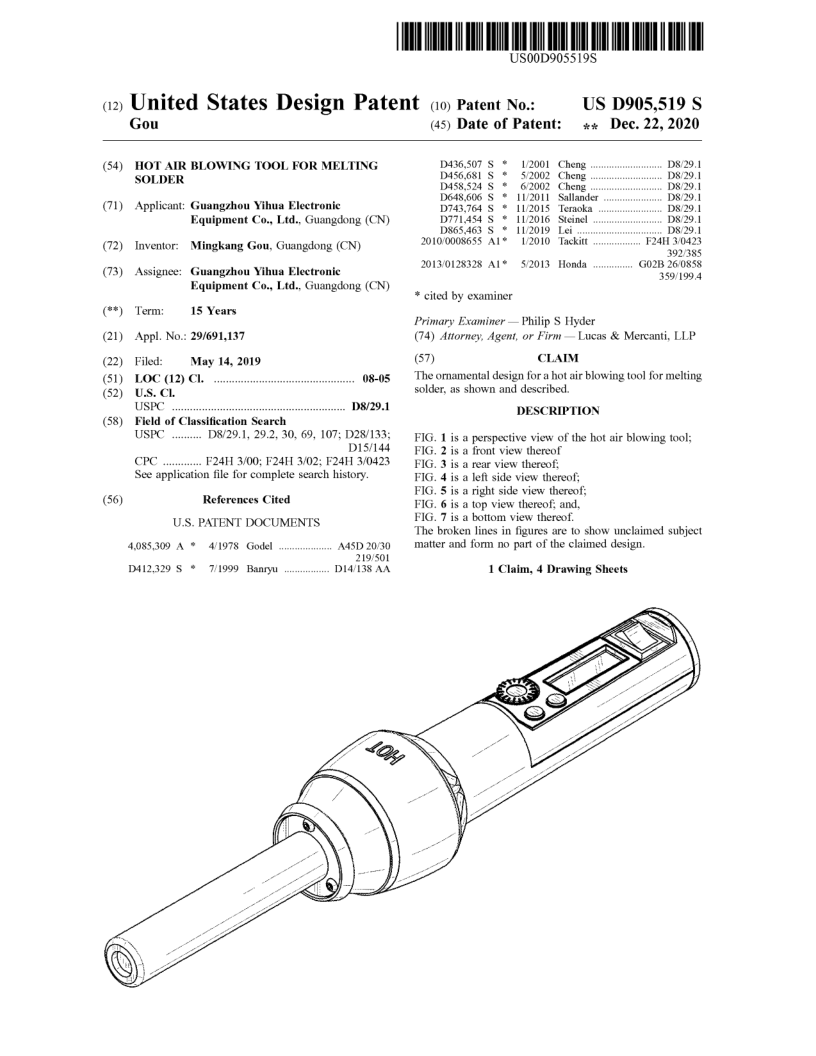 US00D905519S
(12) United States Design Patent
Gou
(10) Patent No.: US D905,519 S
(45) Date of Patent: ** Dec. 22, 2020
(54) HOT AIR BLOWING TOOL FOR MELTING
SOLDER
(71) Applicant: Guangzhou Yihua Electronic
Equipment Co., Ltd., Guangdong (CN)
(72) Inventor: Mingkang Gou, Guangdong (CN)
(73) Assignee: Guangzhou Yihua Electronic
Equipment Co., Ltd., Guangdong (CN)
(**) Term: 15 Years
(21) Appl. No.: 29/691,137
(22) Filed: May 14, 2019
(51) LOC (12) Cl. ............................................... 08-05
(52) U.S. Cl.
USPC .......................................................... D8/29.1
(58) Field of Classification Search
USPC .......... D8/29.1, 29.2, 30, 69, 107; D28/133;
D15/144
CPC ............. F24H 3/00; F24H 3/02; F24H 3/0423
See application file for complete search history.
(56) References Cited
U.S. PATENT DOCUMENTS
4,085,309 A * 4/1978 Godel .................... A45D 20/30
219/501
D412,329 S * 7/1999 Banryu ................. D14/138 AA
D436,507 S * 1/2001 Cheng ........................... D8/29.1
D456,681 S * 5/2002 Cheng ........................... D8/29.1
D458,524 S * 6/2002 Cheng ........................... D8/29.1
D648,606 S * 11/2011 Sallander ...................... D8/29.1
D743,764 S * 11/2015 Teraoka ........................ D8/29.1
D771,454 S * 11/2016 Steinel .......................... D8/29.1
D865,463 S * 11/2019 Lei ................................ D8/29.1
2010/0008655 A1* 1/2010 Tackitt .................. F24H 3/0423
392/385
2013/0128328 A1* 5/2013 Honda ............... G02B 26/0858
359/199.4
* cited by examiner
Primary Examiner — Philip S Hyder
(74) Attorney, Agent, or Firm — Lucas & Mercanti, LLP
(57) CLAIM
The ornamental design for a hot air blowing tool for melting
solder, as shown and described.
DESCRIPTION
FIG. 1 is a perspective view of the hot air blowing tool;
FIG. 2 is a front view thereof
FIG. 3 is a rear view thereof;
FIG. 4 is a left side view thereof;
FIG. 5 is a right side view thereof;
FIG. 6 is a top view thereof; and,
FIG. 7 is a bottom view thereof.
The broken lines in figures are to show unclaimed subject
matter and form no part of the claimed design.
1 Claim, 4 Drawing Sheets
HOT